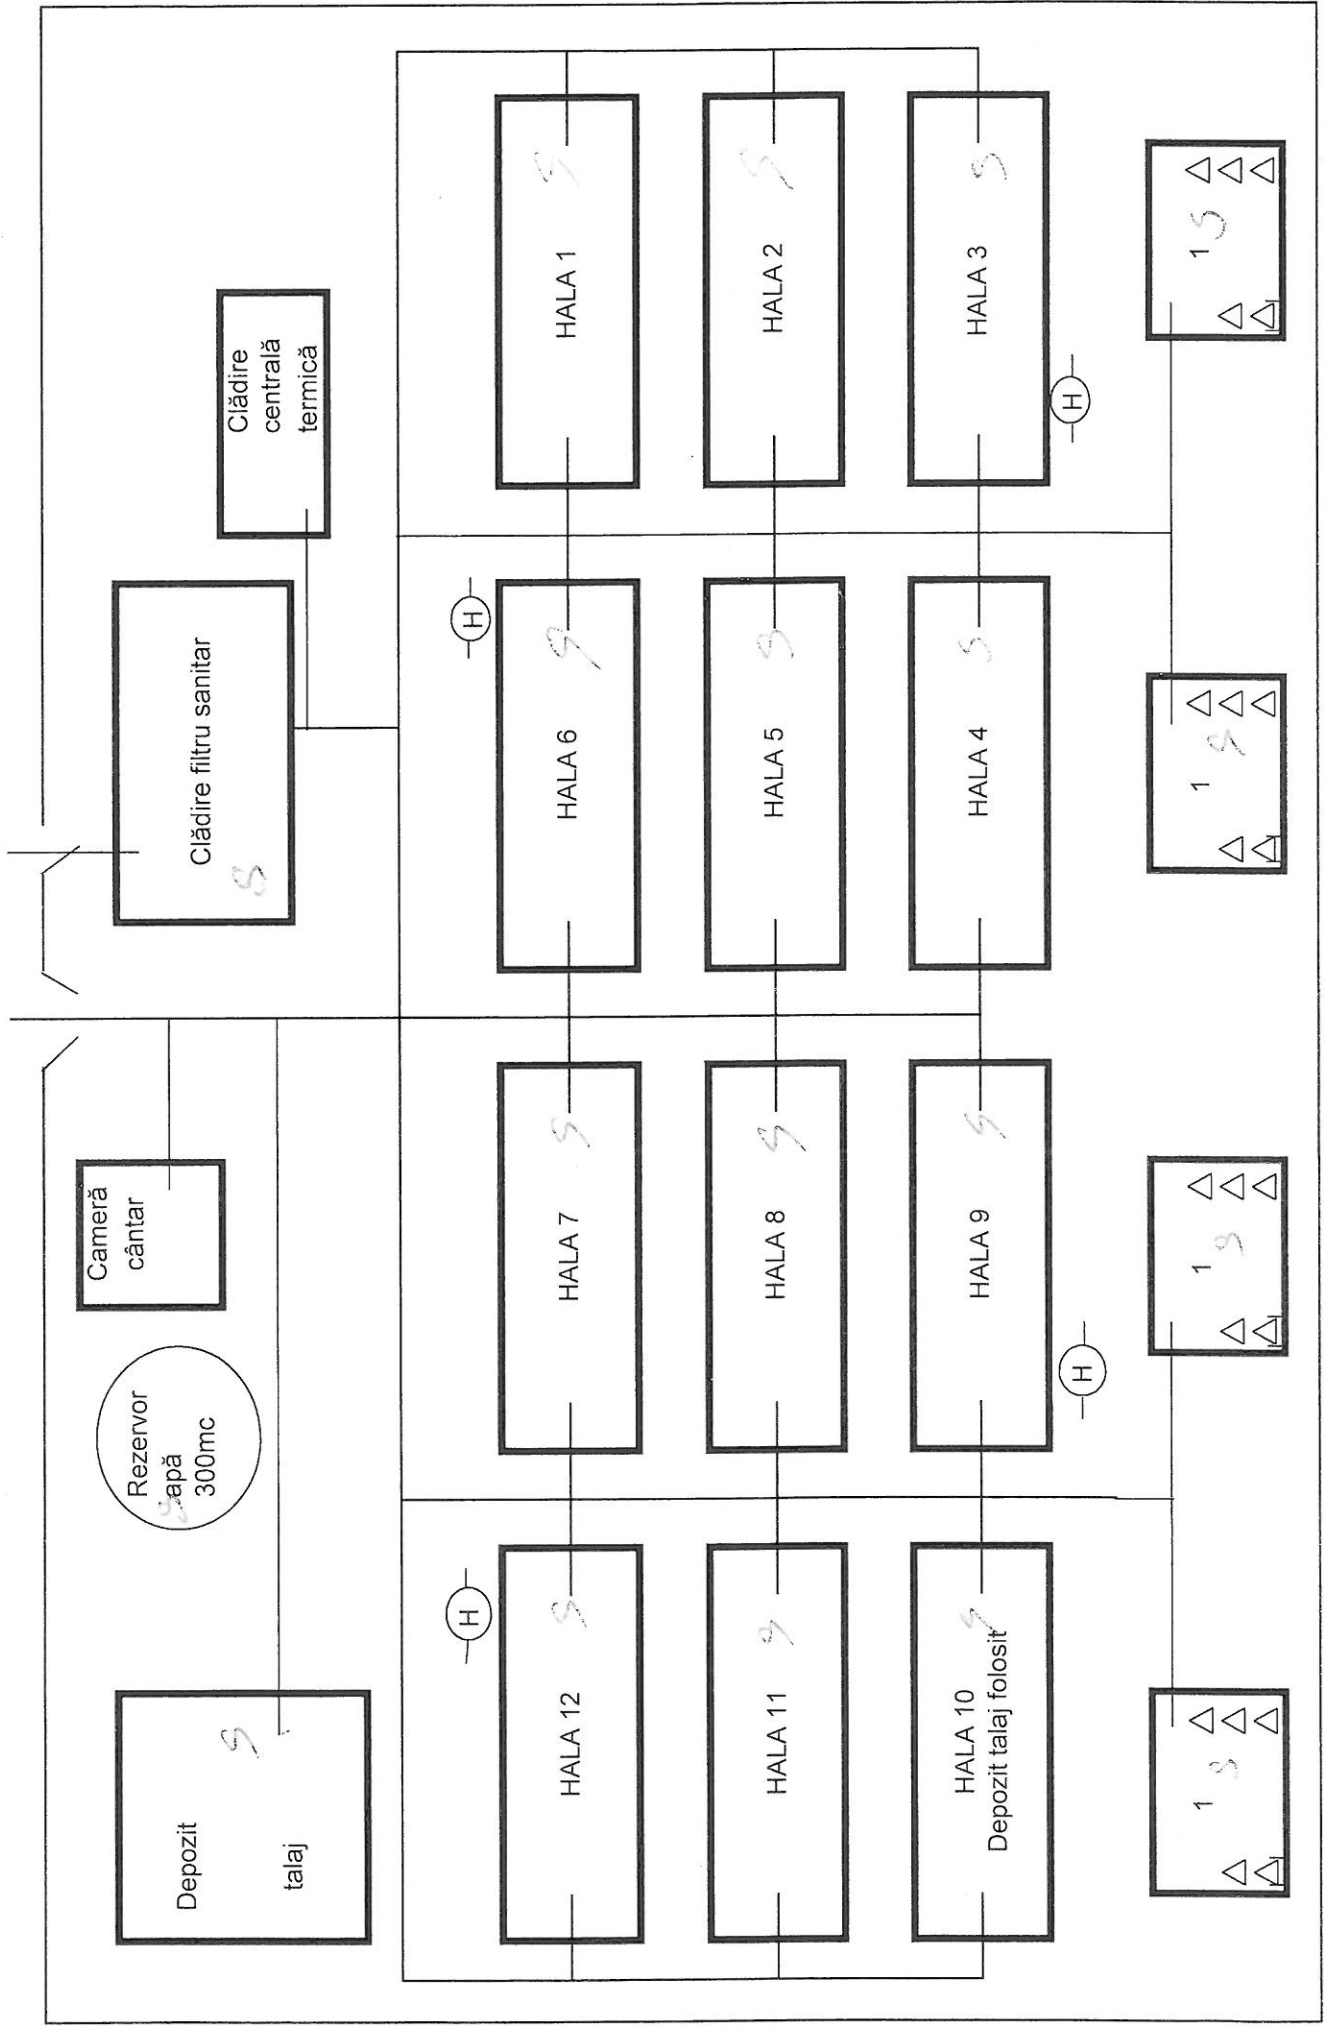 Depozit
talaj
Rezervor
apă
300mc
Cameră
cântar
Clădire filtru sanitar
Clădire
centrală
termică
H
H
HALA 12
HALA 7
HALA 6
HALA 1
HALA 11
HALA 8
HALA 5
HALA 2
HALA 10
Depozit talaj folosit
HALA 9
HALA 4
HALA 3
H
H
1
1
1
1